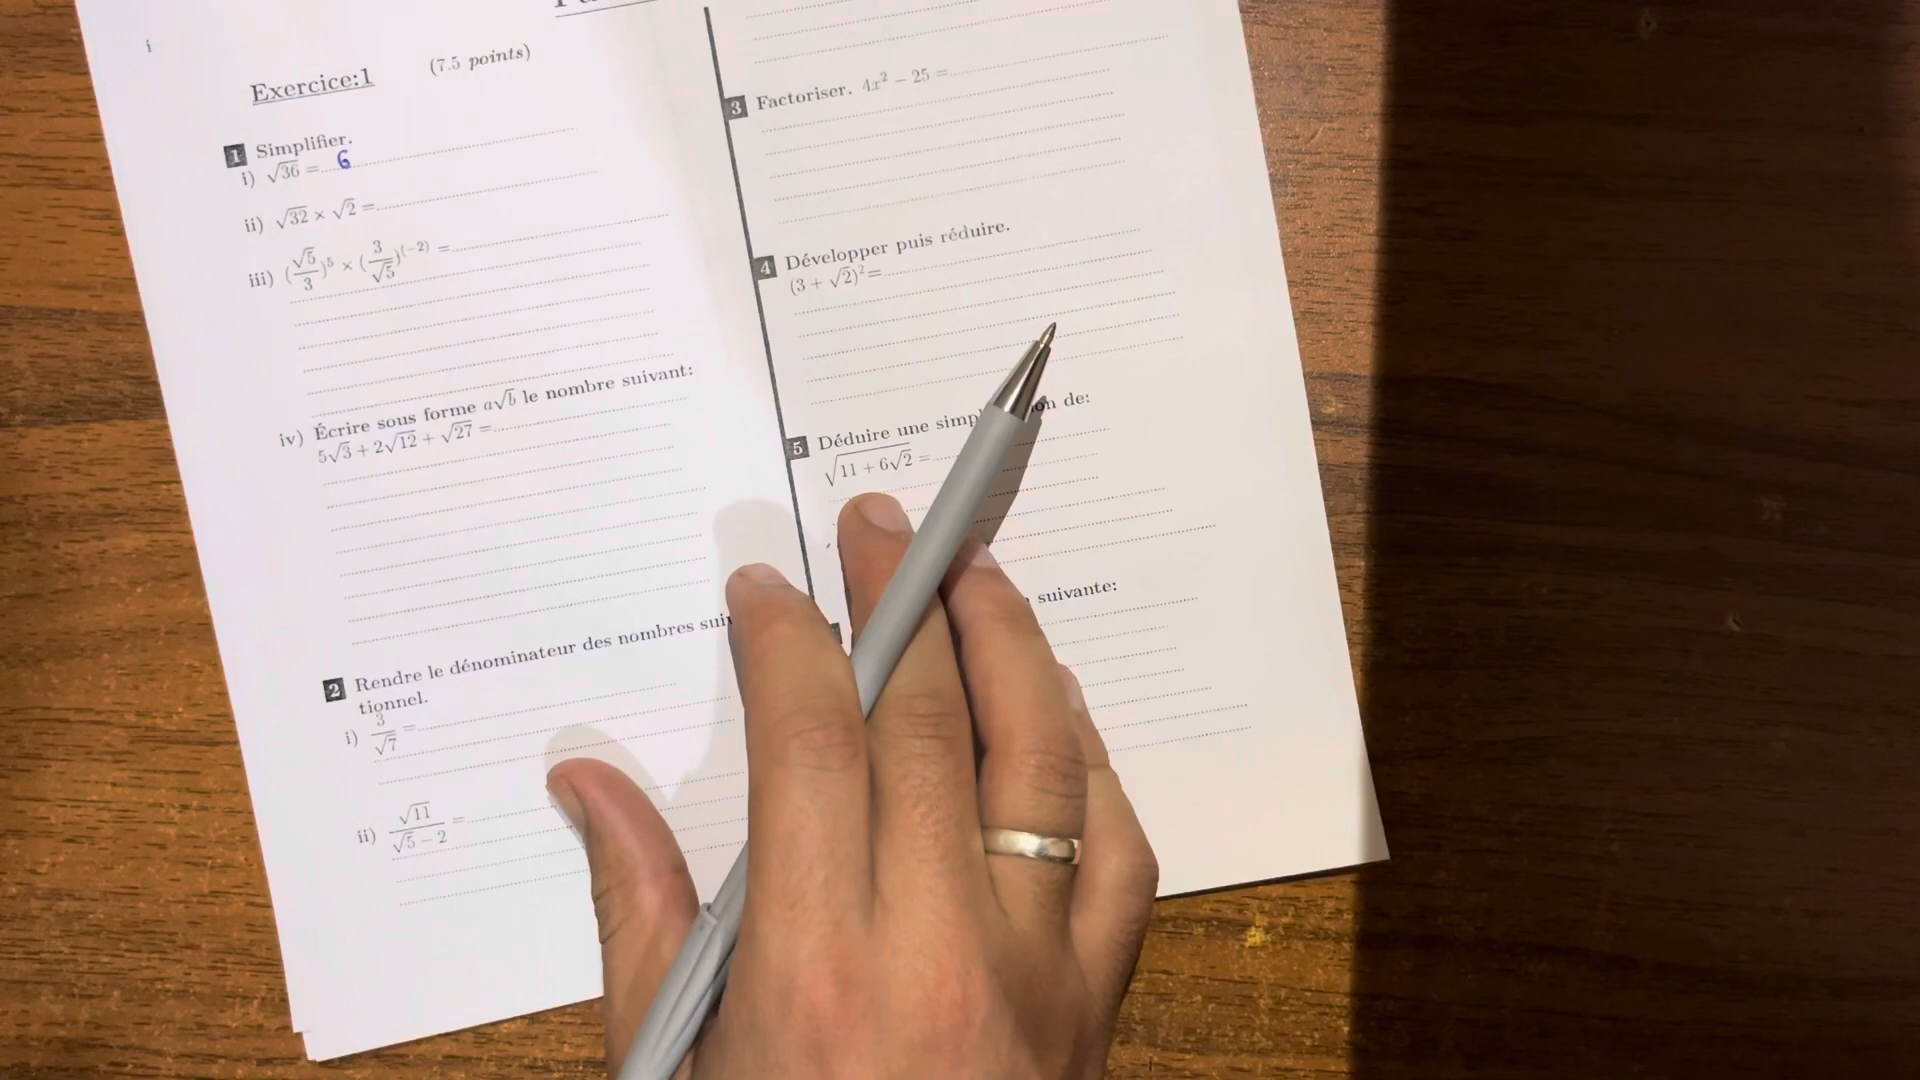 i
Exercice:1 (7.5 points)
1 Simplifier.
i) √36 = 6
ii) √32 × √2 =
iii) (√5/3)^5 × (3/√5)^(−2) =
iv) Écrire sous forme a√b le nombre suivant:
5√3 + 2√12 + √27 =
2 Rendre le dénominateur des nombres
tionnel.
i) 3/√7 =
ii) √11/(√5 − 2) =
3 Factoriser. 4x² − 25 =
4 Développer puis réduire.
(3 + √2)² =
5 Déduire une de:
√(11 + 6√2) =
suivante: